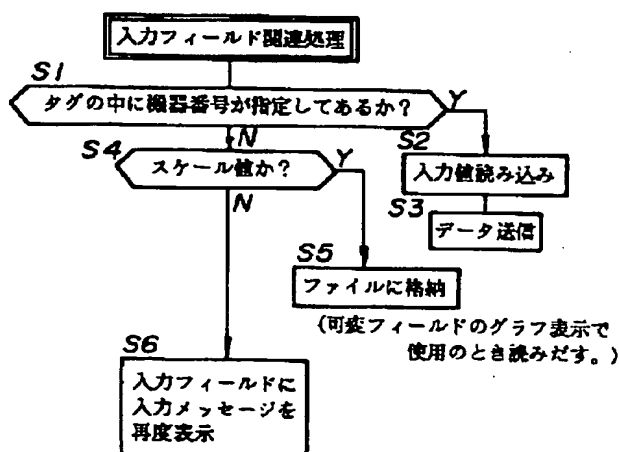 入力フィールド関連処理
S1
タグの中に機器番号が指定してあるか？
Y
N
S2
入力値読み込み
S4
スケール値か？
Y
N
S3
データ送信
S5
ファイルに格納
(可変フィールドのグラフ表示で
使用のとき読みだす。)
S6
入力フィールドに
入力メッセージを
再度表示